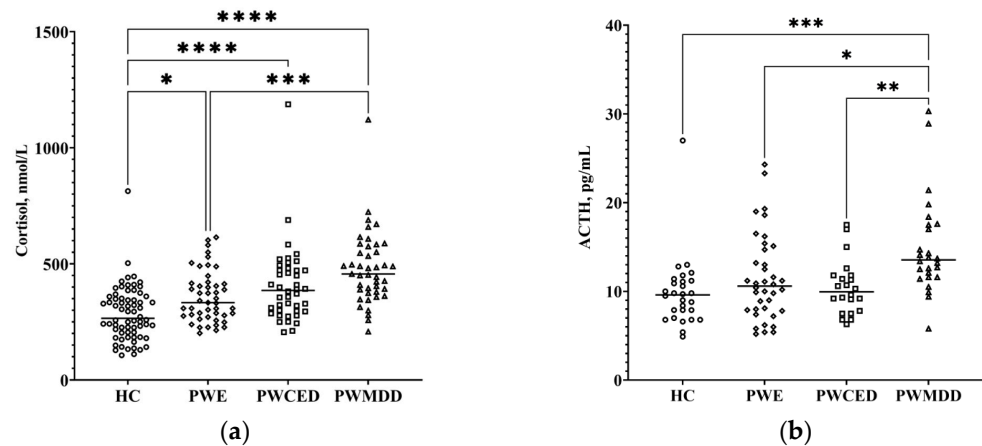 ****
****
* ***
Cortisol, nmol/L
1500
1000
500
0
HC PWE PWCED PWMDD
(a)
***
*
**
ACTH, pg/mL
40
30
20
10
0
HC PWE PWCED PWMDD
(b)